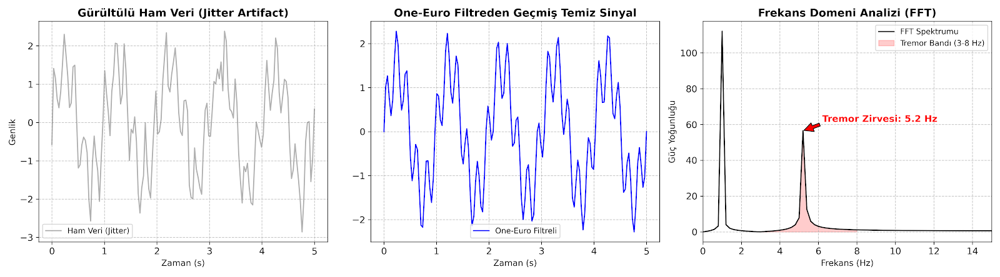 Gürültülü Ham Veri (Jitter Artifact)
Genlik
2
1
0
−1
−2
−3
Ham Veri (Jitter)
0 1 2 3 4 5
Zaman (s)
One-Euro Filtreden Geçmiş Temiz Sinyal
2
1
0
−1
−2
One-Euro Filtreli
0 1 2 3 4 5
Zaman (s)
Frekans Domeni Analizi (FFT)
FFT Spektrumu
Tremor Bandı (3-8 Hz)
Güç Yoğunluğu
100
80
60
40
20
0
Tremor Zirvesi: 5.2 Hz
0 2 4 6 8 10 12 14
Frekans (Hz)